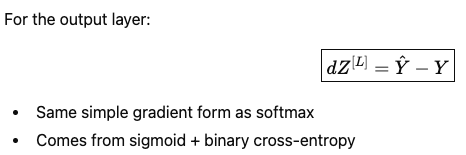 For the output layer:
dZ^{[L]} = Ŷ − Y
• Same simple gradient form as softmax
• Comes from sigmoid + binary cross-entropy